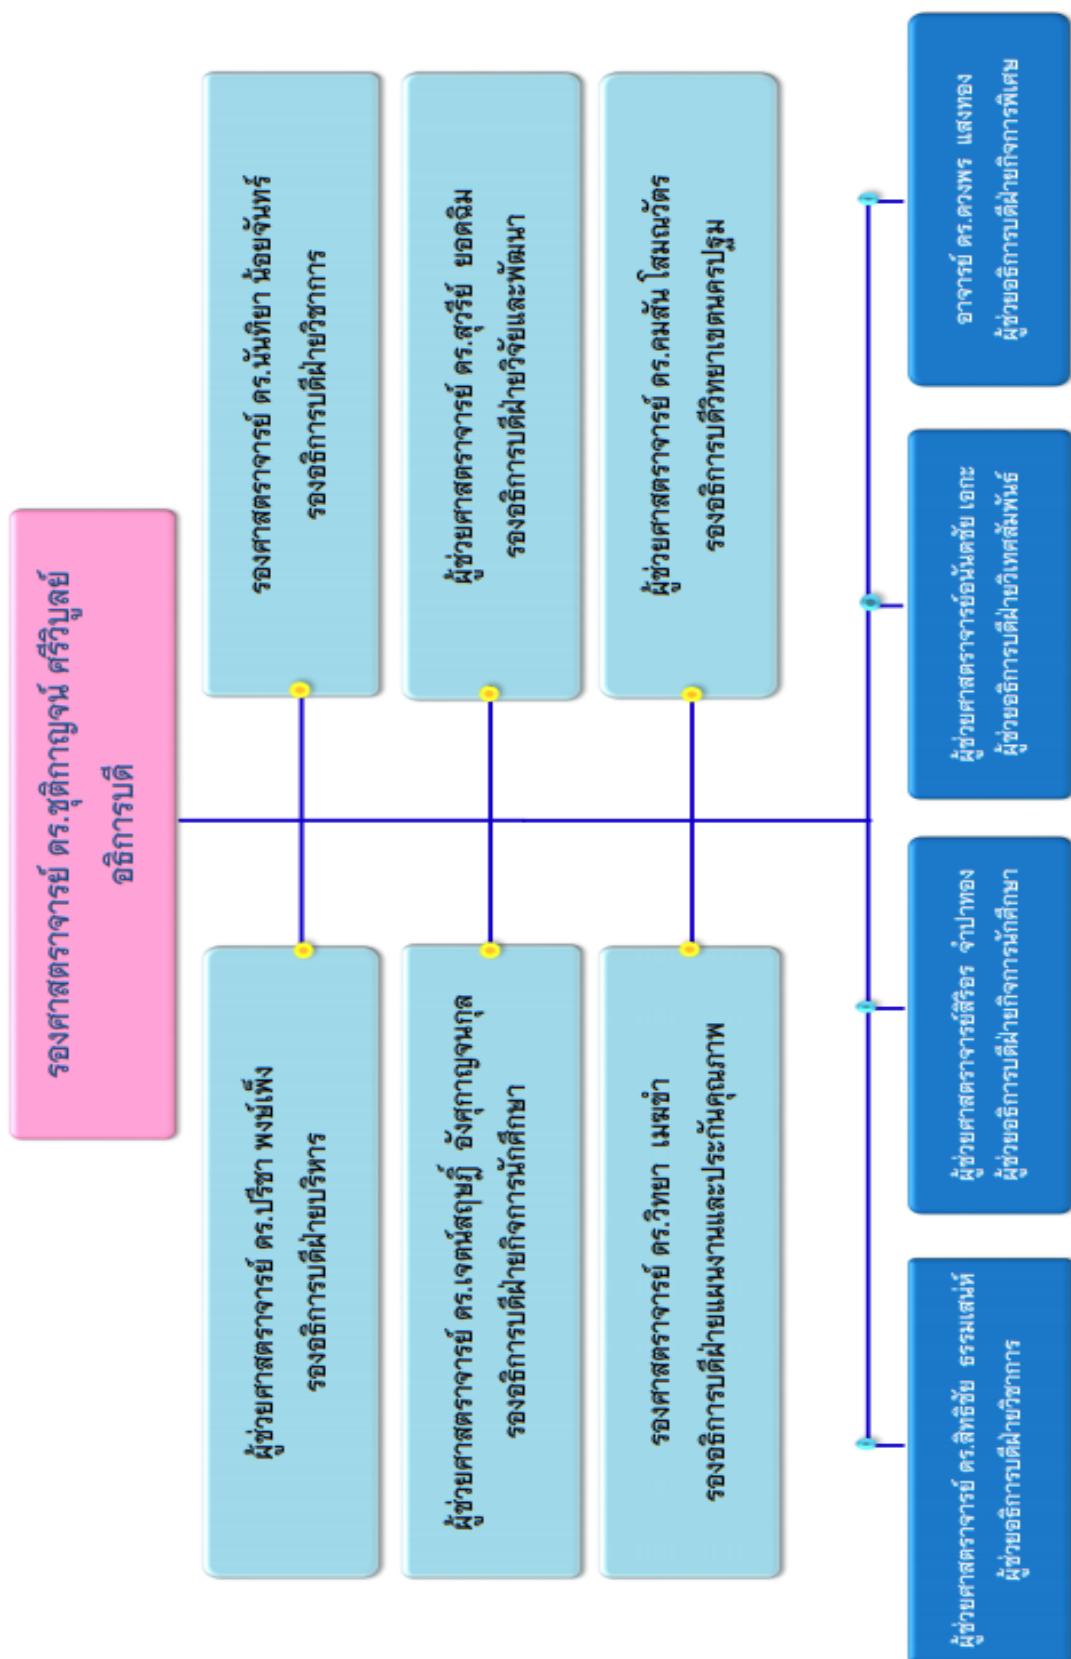 รองศาสตราจารย์ ดร.ชุติกาญจน์ ศรีวิบูลย์
อธิการบดี
ผู้ช่วยศาสตราจารย์ ดร.ปรีชา พงษ์เพ็ง
รองอธิการบดีฝ่ายบริหาร
รองศาสตราจารย์ ดร.นันทิยา น้อยจันทร์
รองอธิการบดีฝ่ายวิชาการ
ผู้ช่วยศาสตราจารย์ ดร.เจตน์สฤษฎิ์ อังศุกาญจนกุล
รองอธิการบดีฝ่ายกิจการนักศึกษา
ผู้ช่วยศาสตราจารย์ ดร.สุวรีย์ ยอดฉิม
รองอธิการบดีฝ่ายวิจัยและพัฒนา
รองศาสตราจารย์ ดร.วิทยา เมฆขำ
รองอธิการบดีฝ่ายแผนงานและประกันคุณภาพ
ผู้ช่วยศาสตราจารย์ ดร.คมสัน โสมณวัตร
รองอธิการบดีวิทยาเขตนครปฐม
ผู้ช่วยศาสตราจารย์ ดร.สิทธิชัย ธรรมเสน่ห์
ผู้ช่วยอธิการบดีฝ่ายวิชาการ
ผู้ช่วยศาสตราจารย์สิริอร จำปาทอง
ผู้ช่วยอธิการบดีฝ่ายกิจการนักศึกษา
ผู้ช่วยศาสตราจารย์อนันตชัย เอกะ
ผู้ช่วยอธิการบดีฝ่ายวิเทศสัมพันธ์
อาจารย์ ดร.ดวงพร แสงทอง
ผู้ช่วยอธิการบดีฝ่ายกิจการพิเศษ